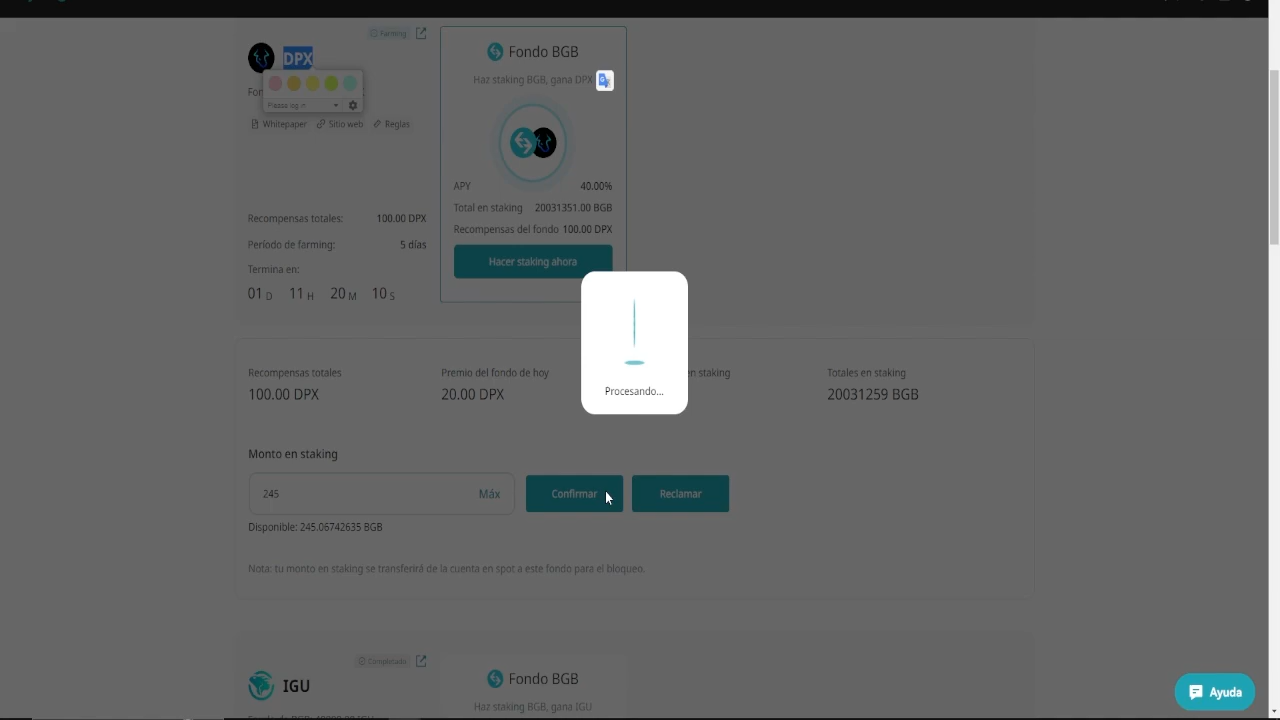 Farming
DPX
Please log in
Whitepaper Sitio web Reglas
Recompensas totales: 100.00 DPX
Período de farming: 5 días
Termina en:
01 D 11 H 20 M 10 S
Fondo BGB
Haz staking BGB, gana DPX
APY 40.00%
Total en staking 20031351.00 BGB
Recompensas del fondo 100.00 DPX
Hacer staking ahora
Procesando...
Recompensas totales
100.00 DPX
Premio del fondo de hoy
20.00 DPX
en staking
Totales en staking
20031259 BGB
Monto en staking
245 Máx
Confirmar
Reclamar
Disponible: 245.06742635 BGB
Nota: tu monto en staking se transferirá de la cuenta en spot a este fondo para el bloqueo.
Completada
IGU
Fondo BGB
Haz staking BGB, gana IGU
Ayuda